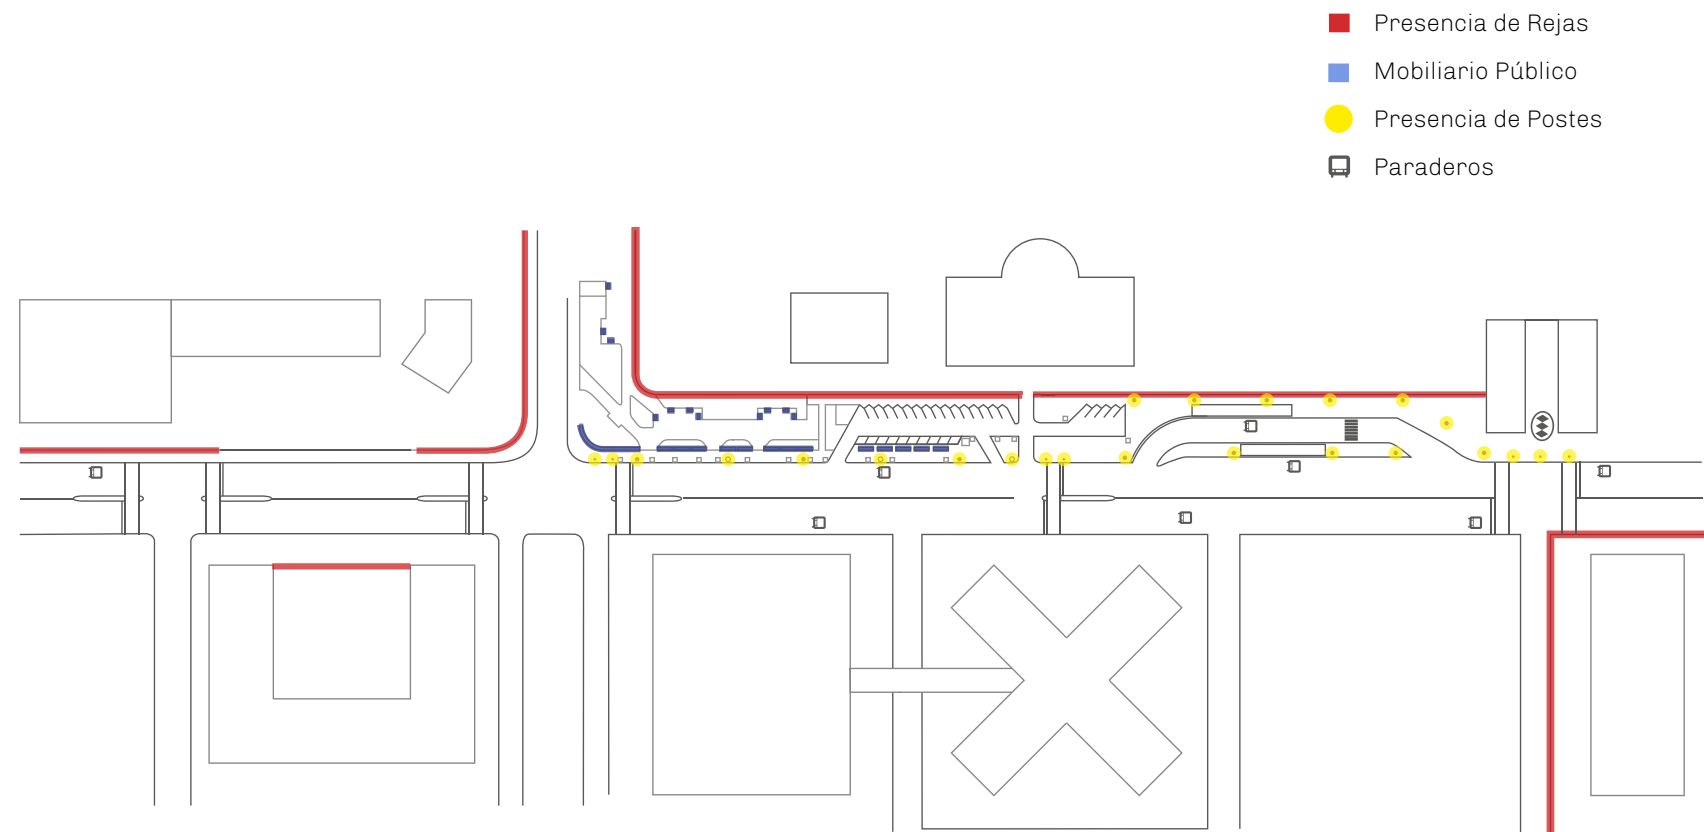 Presencia de Rejas
Mobiliario Público
Presencia de Postes
Paraderos